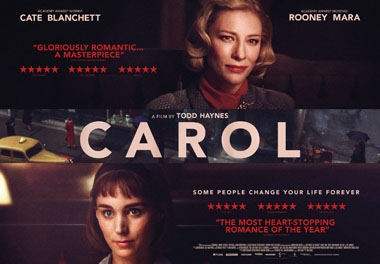 ACADEMY AWARD WINNER
CATE BLANCHETT
ACADEMY AWARD NOMINEE
ROONEY MARA
"GLORIOUSLY ROMANTIC...
A MASTERPIECE"
A FILM BY TODD HAYNES
CAROL
SOME PEOPLE CHANGE YOUR LIFE FOREVER
"THE MOST HEART-STOPPING
ROMANCE OF THE YEAR"